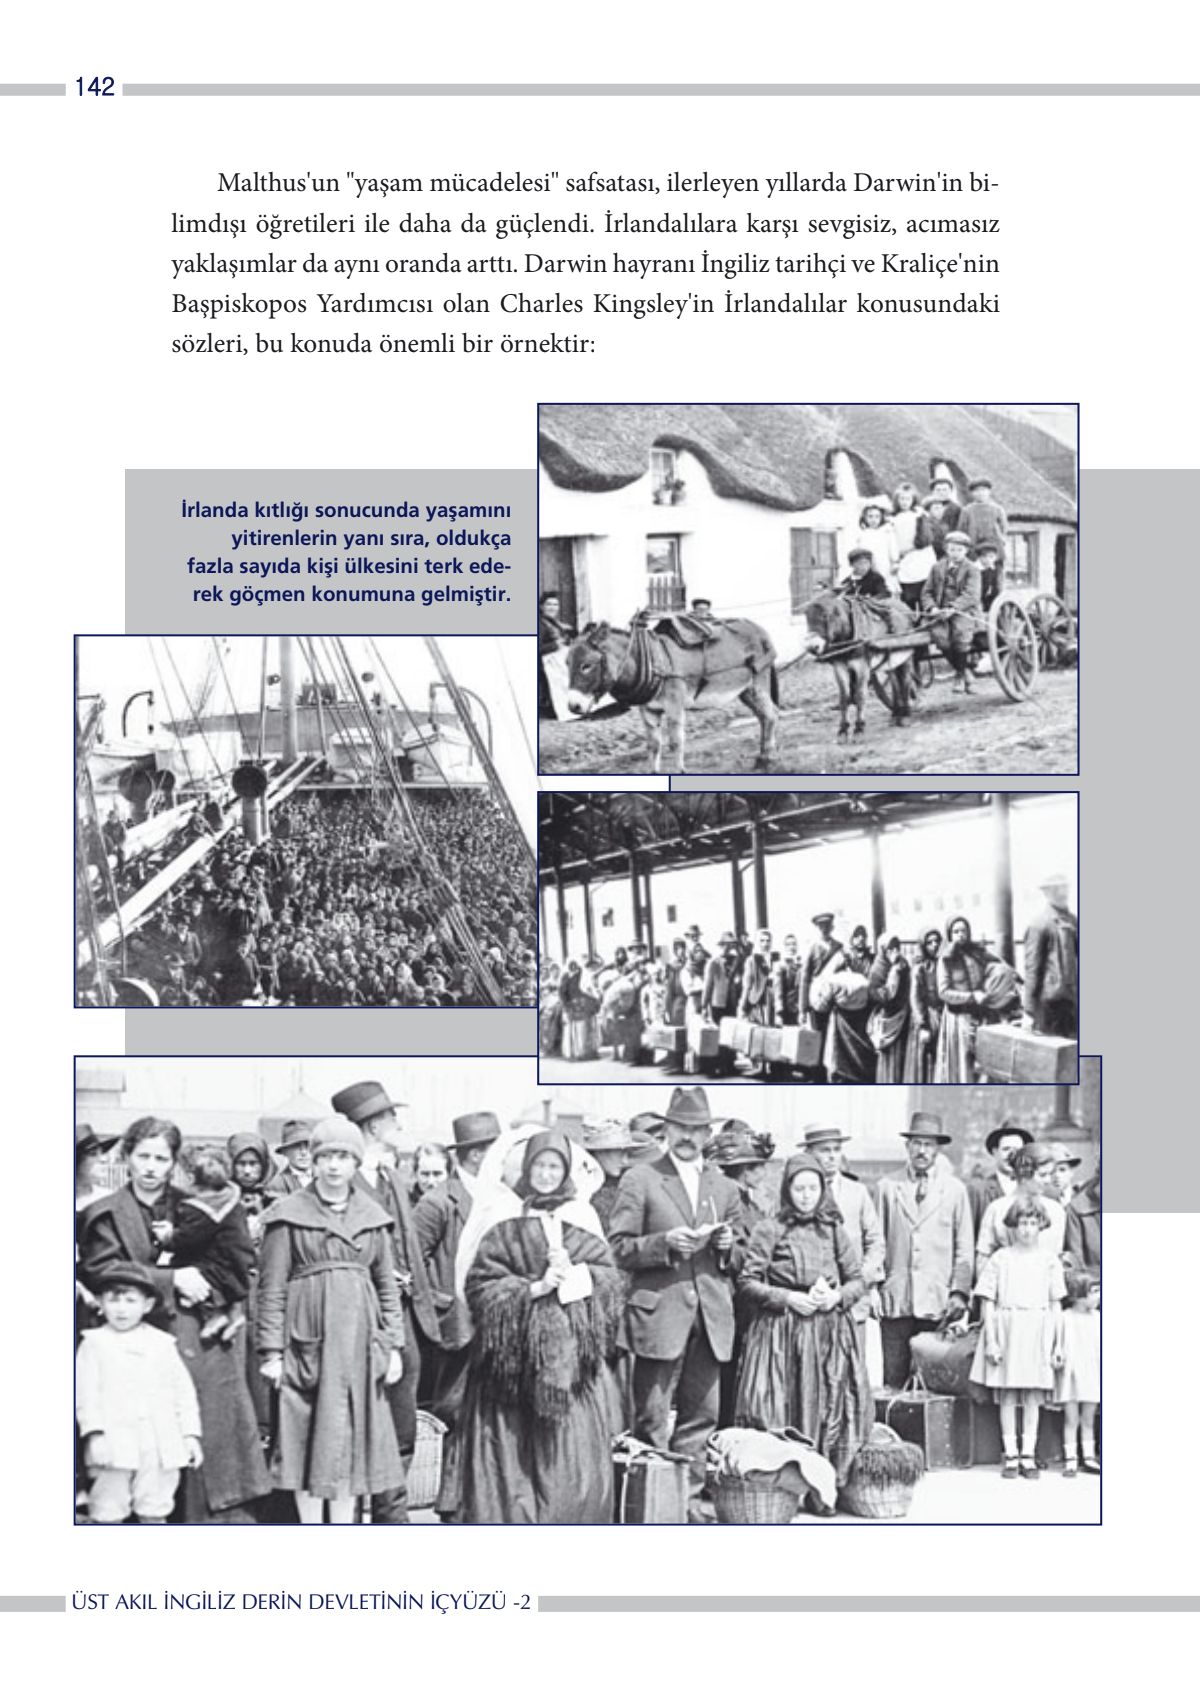 142
Malthus'un "yaşam mücadelesi" safsatası, ilerleyen yıllarda Darwin'in bi-
limdışı öğretileri ile daha da güçlendi. İrlandalılara karşı sevgisiz, acımasız
yaklaşımlar da aynı oranda arttı. Darwin hayranı İngiliz tarihçi ve Kraliçe'nin
Başpiskopos Yardımcısı olan Charles Kingsley'in İrlandalılar konusundaki
sözleri, bu konuda önemli bir örnektir:
İrlanda kıtlığı sonucunda yaşamını
yitirenlerin yanı sıra, oldukça
fazla sayıda kişi ülkesini terk ede-
rek göçmen konumuna gelmiştir.
ÜST AKIL İNGİLİZ DERİN DEVLETİNİN İÇYÜZÜ -2